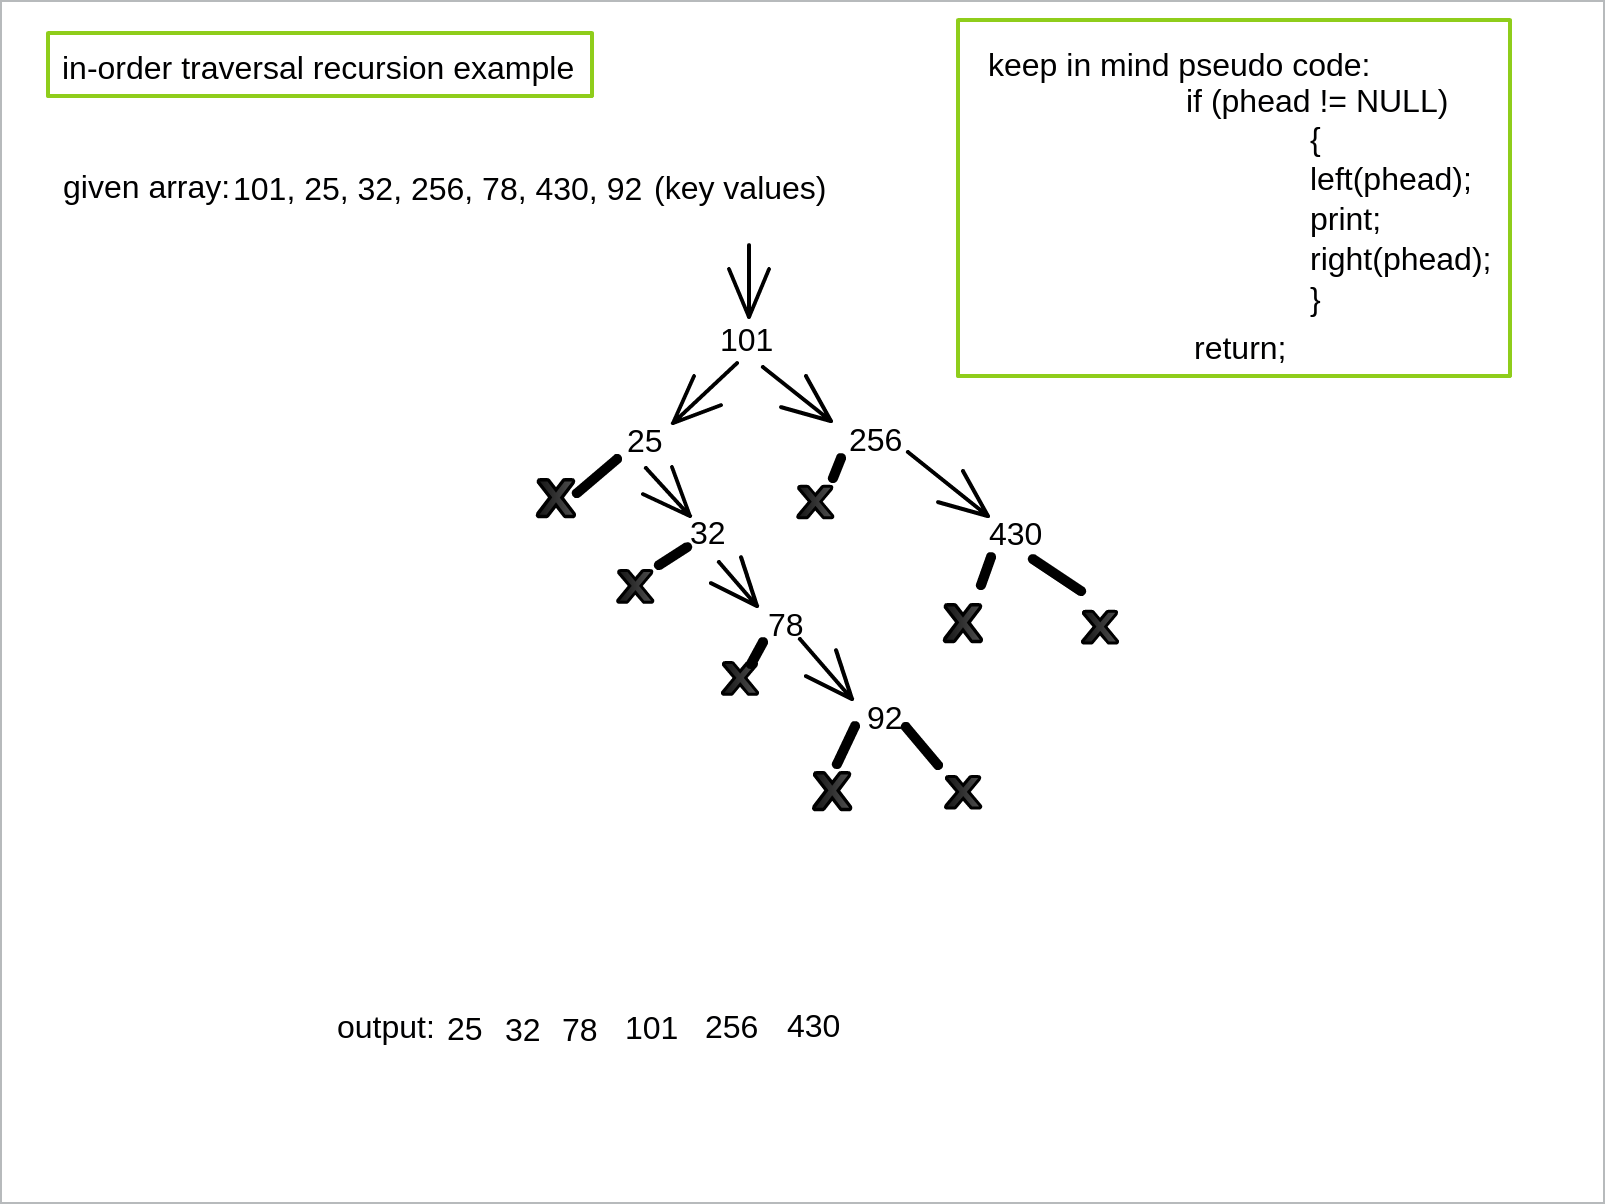 in-order traversal recursion example
keep in mind pseudo code:
if (phead != NULL)
{
left(phead);
print;
right(phead);
}
return;
given array: 101, 25, 32, 256, 78, 430, 92 (key values)
101
25 256
X X
32 430
X X X
78
X
92
X X
output: 25 32 78 101 256 430